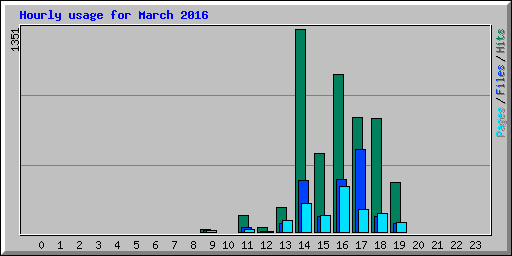 Hourly usage for March 2016
1351
Pages/Files/Hits
0 1 2 3 4 5 6 7 8 9 10 11 12 13 14 15 16 17 18 19 20 21 22 23